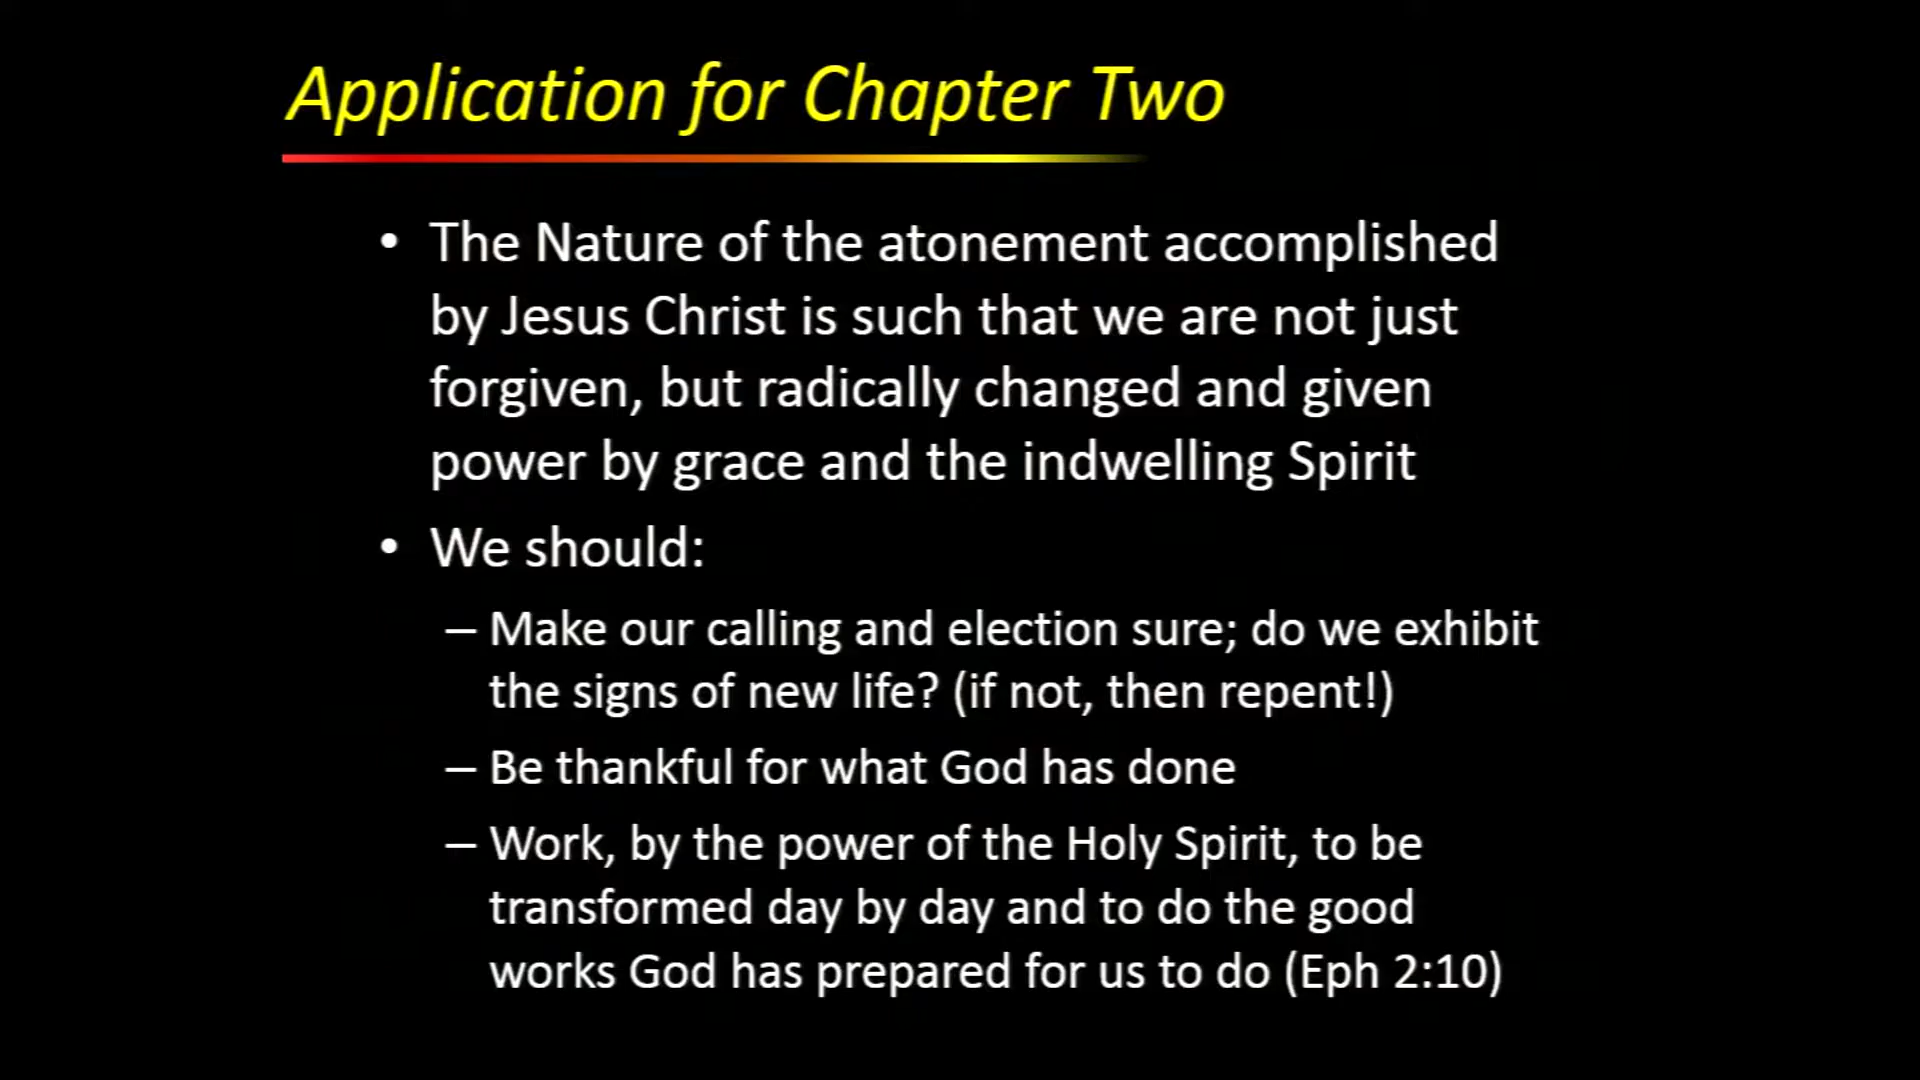 Application for Chapter Two
• The Nature of the atonement accomplished
by Jesus Christ is such that we are not just
forgiven, but radically changed and given
power by grace and the indwelling Spirit
• We should:
– Make our calling and election sure; do we exhibit
the signs of new life? (if not, then repent!)
– Be thankful for what God has done
– Work, by the power of the Holy Spirit, to be
transformed day by day and to do the good
works God has prepared for us to do (Eph 2:10)